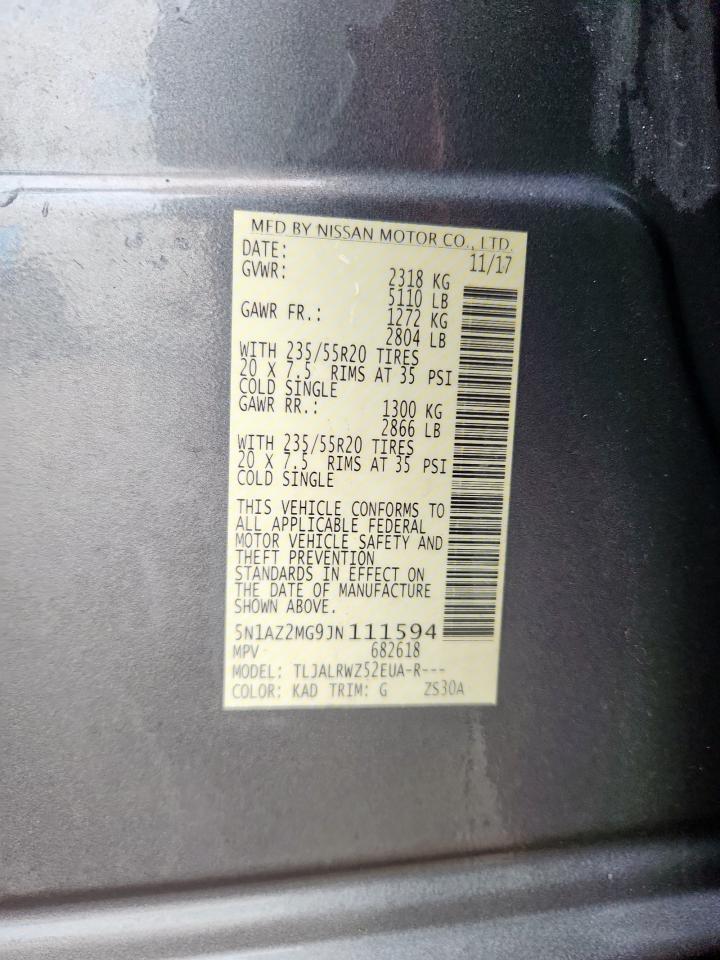 MFD BY NISSAN MOTOR CO., LTD.
DATE: 11/17
GVWR: 2318 KG
5110 LB
GAWR FR.: 1272 KG
2804 LB
WITH 235/55R20 TIRES
20 X 7.5 RIMS AT 35 PSI
COLD SINGLE
GAWR RR.: 1300 KG
2866 LB
WITH 235/55R20 TIRES
20 X 7.5 RIMS AT 35 PSI
COLD SINGLE
THIS VEHICLE CONFORMS TO
ALL APPLICABLE FEDERAL
MOTOR VEHICLE SAFETY AND
THEFT PREVENTION
STANDARDS IN EFFECT ON
THE DATE OF MANUFACTURE
SHOWN ABOVE.
5N1AZ2MG9JN111594
MPV 682618
MODEL: TLJALRWZ52EUA-R---
COLOR: KAD TRIM: G ZS30A